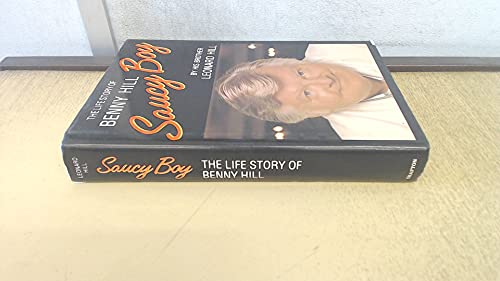 THE LIFE STORY OF
BENNY HILL
Saucy Boy
BY HIS BROTHER
LEONARD HILL
LEONARD
HILL
Saucy Boy
THE LIFE STORY OF
BENNY HILL
GRAFTON